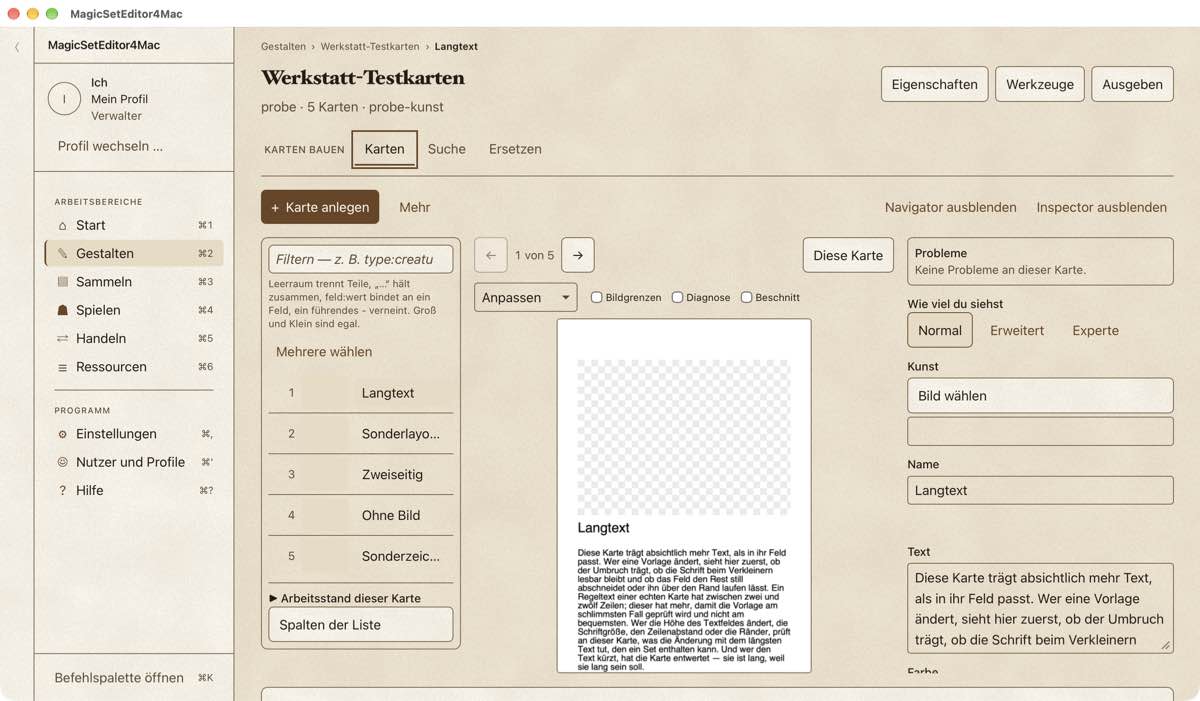 MagicSetEditor4Mac
MagicSetEditor4Mac
I
Ich
Mein Profil
Verwalter
Profil wechseln ...
ARBEITSBEREICHE
Start ⌘1
Gestalten ⌘2
Sammeln ⌘3
Spielen ⌘4
Handeln ⌘5
Ressourcen ⌘6
PROGRAMM
Einstellungen ⌘,
Nutzer und Profile ⌘'
? Hilfe ⌘?
Befehlspalette öffnen ⌘K
Gestalten › Werkstatt-Testkarten › Langtext
Werkstatt-Testkarten
probe · 5 Karten · probe-kunst
Eigenschaften
Werkzeuge
Ausgeben
KARTEN BAUEN Karten Suche Ersetzen
+ Karte anlegen
Mehr
Navigator ausblenden
Inspector ausblenden
Filtern — z. B. type:creatu
Leerraum trennt Teile, „…“ hält
zusammen, feld:wert bindet an ein
Feld, ein führendes - verneint. Groß
und Klein sind egal.
Mehrere wählen
1 Langtext
2 Sonderlayo...
3 Zweiseitig
4 Ohne Bild
5 Sonderzeic...
▶ Arbeitsstand dieser Karte
Spalten der Liste
← 1 von 5 →
Diese Karte
Anpassen
Bildgrenzen
Diagnose
Beschnitt
Langtext
Diese Karte trägt absichtlich mehr Text, als in ihr Feld
passt. Wer eine Vorlage ändert, sieht hier zuerst, ob
der Umbruch trägt, ob die Schrift beim Verkleinern
lesbar bleibt und ob das Feld den Rest still
abschneidet oder ihn über den Rand laufen lässt. Ein
Regeltext einer echten Karte hat zwischen zwei und
zwölf Zeilen; dieser hat mehr, damit die Vorlage am
schlimmsten Fall geprüft wird und nicht am
bequemsten. Wer die Höhe des Textfeldes ändert, die
Schriftgröße, den Zeilenabstand oder die Ränder, prüft
an dieser Karte, was die Änderung mit dem längsten
Text tut, den ein Set enthalten kann. Und wer den
Text kürzt, hat die Karte entwertet — sie ist lang, weil
sie lang sein soll.
Probleme
Keine Probleme an dieser Karte.
Wie viel du siehst
Normal
Erweitert
Experte
Kunst
Bild wählen
Name
Langtext
Text
Diese Karte trägt absichtlich mehr Text,
als in ihr Feld passt. Wer eine Vorlage
ändert, sieht hier zuerst, ob der Umbruch
trägt, ob die Schrift beim Verkleinern
Farbe